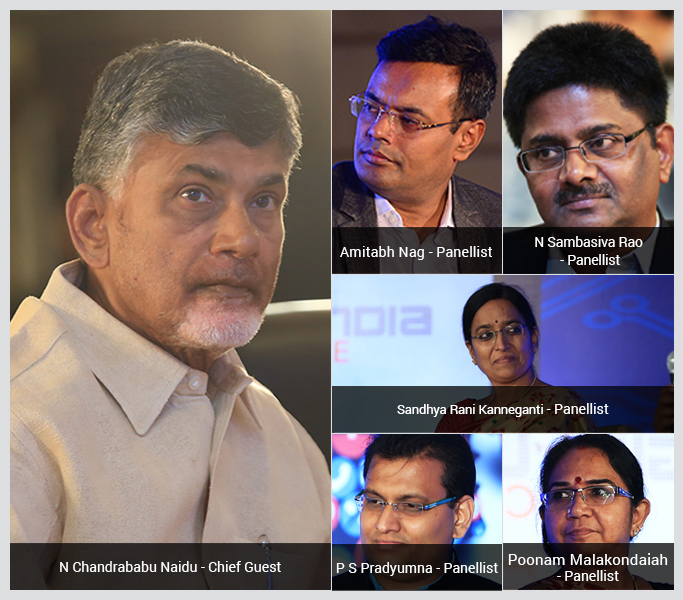 N Chandrababu Naidu - Chief Guest
Amitabh Nag - Panellist
N Sambasiva Rao
- Panellist
Sandhya Rani Kanneganti - Panellist
P S Pradyumna - Panellist
Poonam Malakondaiah
- Panellist